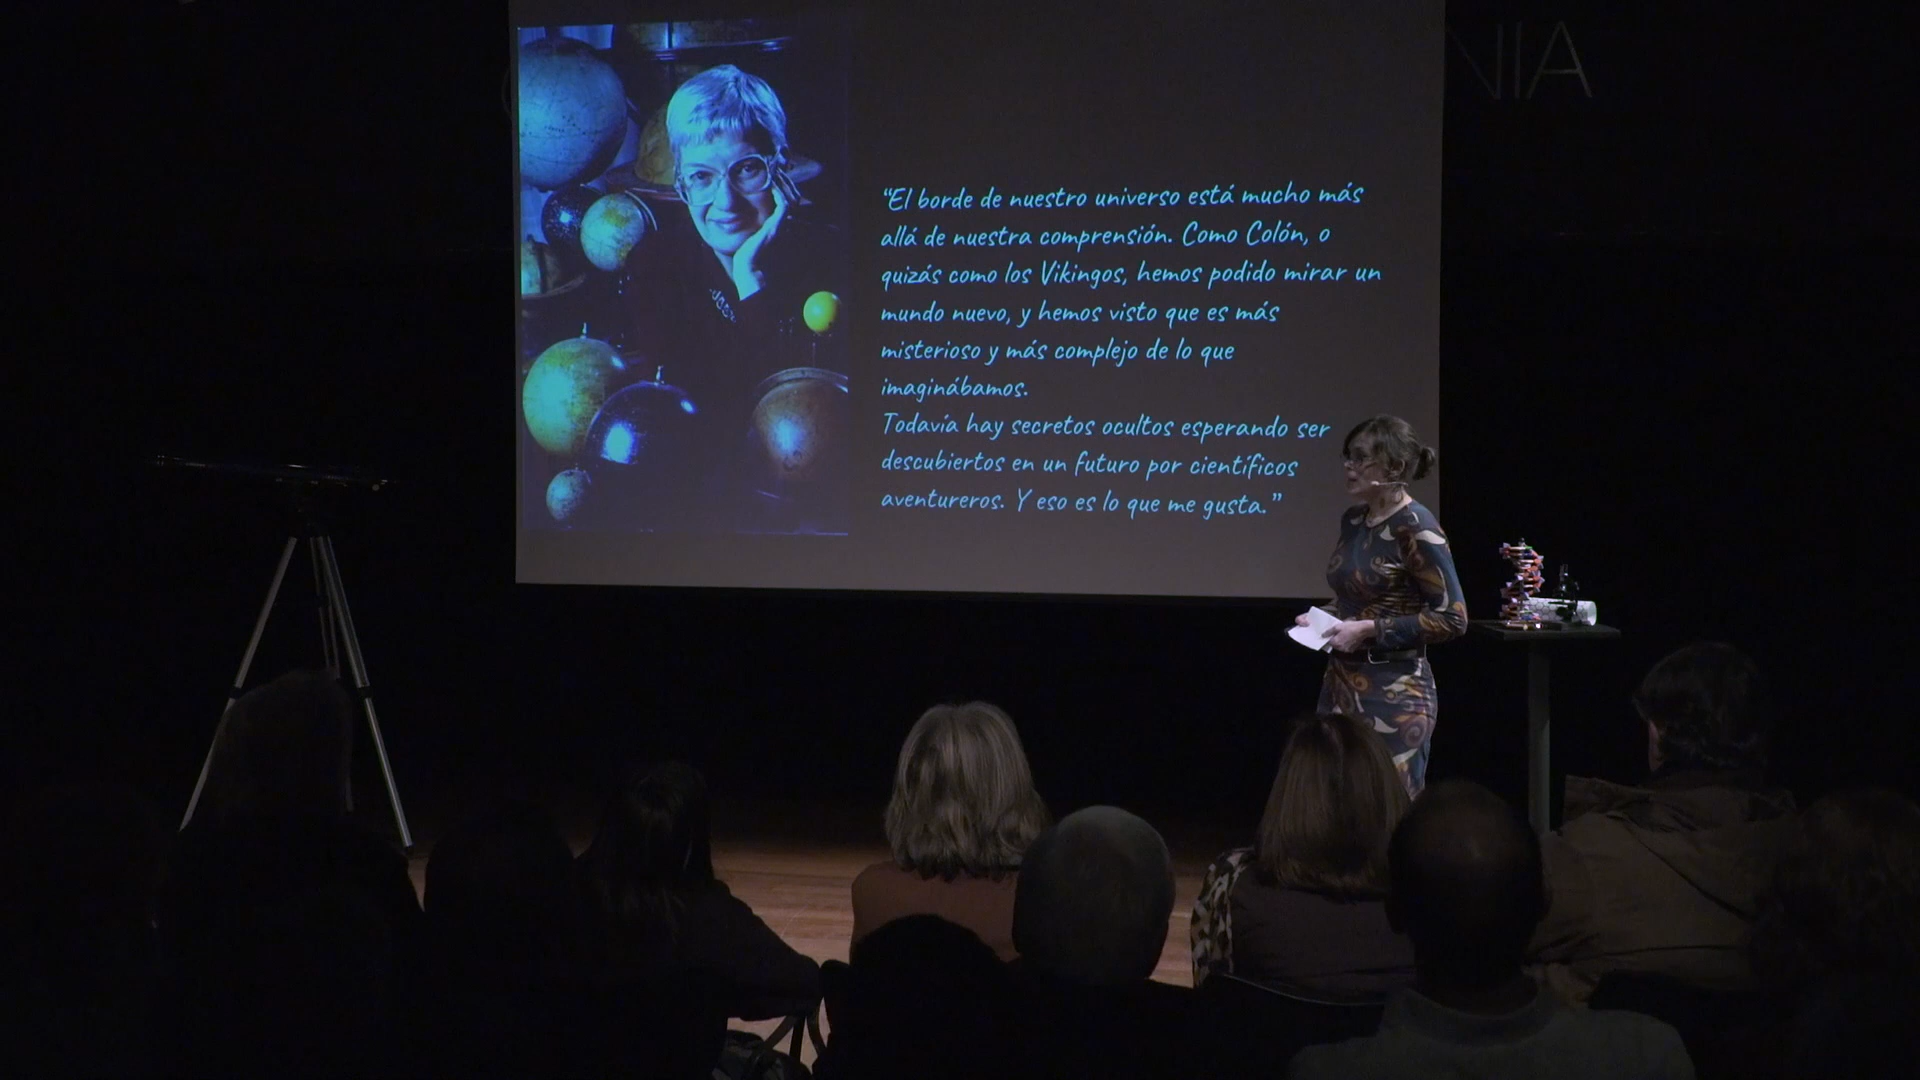 NIA
“El borde de nuestro universo está mucho más
allá de nuestra comprensión. Como Colón, o
quizás como los Vikingos, hemos podido mirar un
mundo nuevo, y hemos visto que es más
misterioso y más complejo de lo que
imaginábamos.
Todavía hay secretos ocultos esperando ser
descubiertos en un futuro por científicos
aventureros. Y eso es lo que me gusta.”